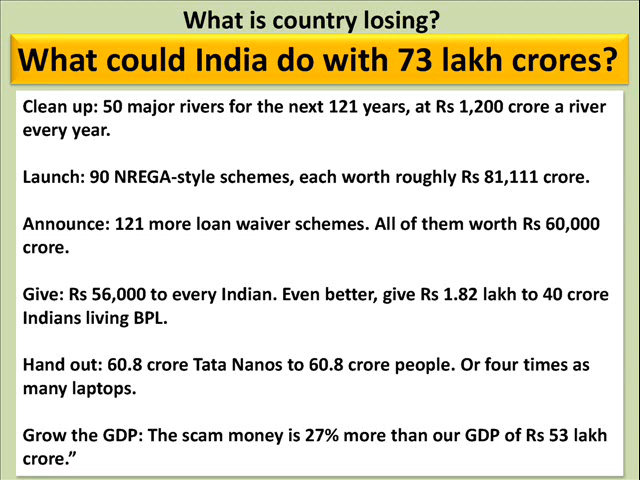 What is country losing?
What could India do with 73 lakh crores?
Clean up: 50 major rivers for the next 121 years, at Rs 1,200 crore a river
every year.
Launch: 90 NREGA-style schemes, each worth roughly Rs 81,111 crore.
Announce: 121 more loan waiver schemes. All of them worth Rs 60,000
crore.
Give: Rs 56,000 to every Indian. Even better, give Rs 1.82 lakh to 40 crore
Indians living BPL.
Hand out: 60.8 crore Tata Nanos to 60.8 crore people. Or four times as
many laptops.
Grow the GDP: The scam money is 27% more than our GDP of Rs 53 lakh
crore.”